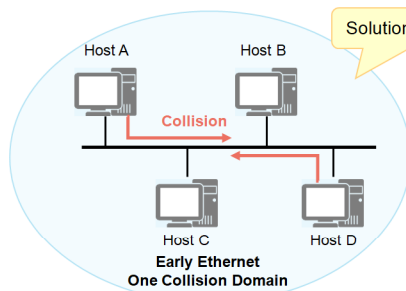 Solution
Host A
Host B
Collision
Host C
Host D
Early Ethernet
One Collision Domain